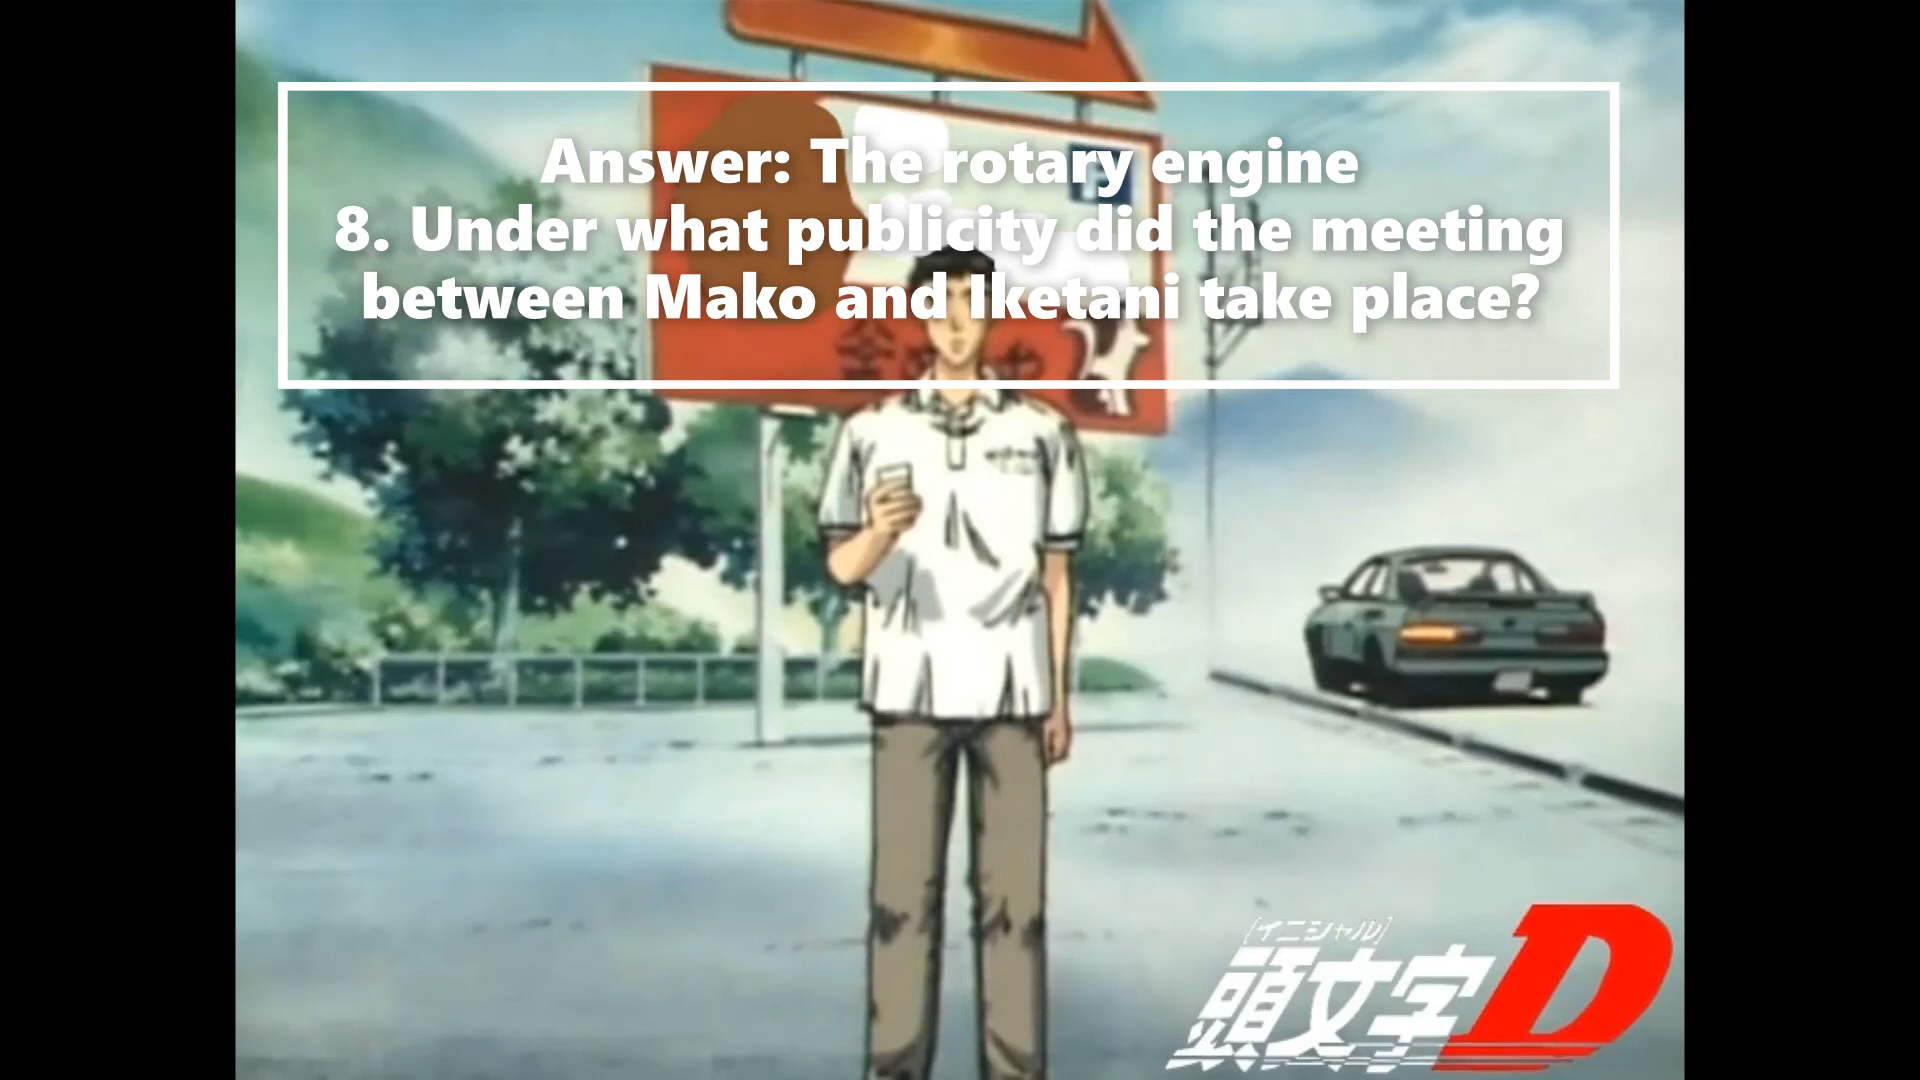 Answer: The rotary engine
8. Under what publicity did the meeting
between Mako and Iketani take place?
[イニシャル]
頭文字D